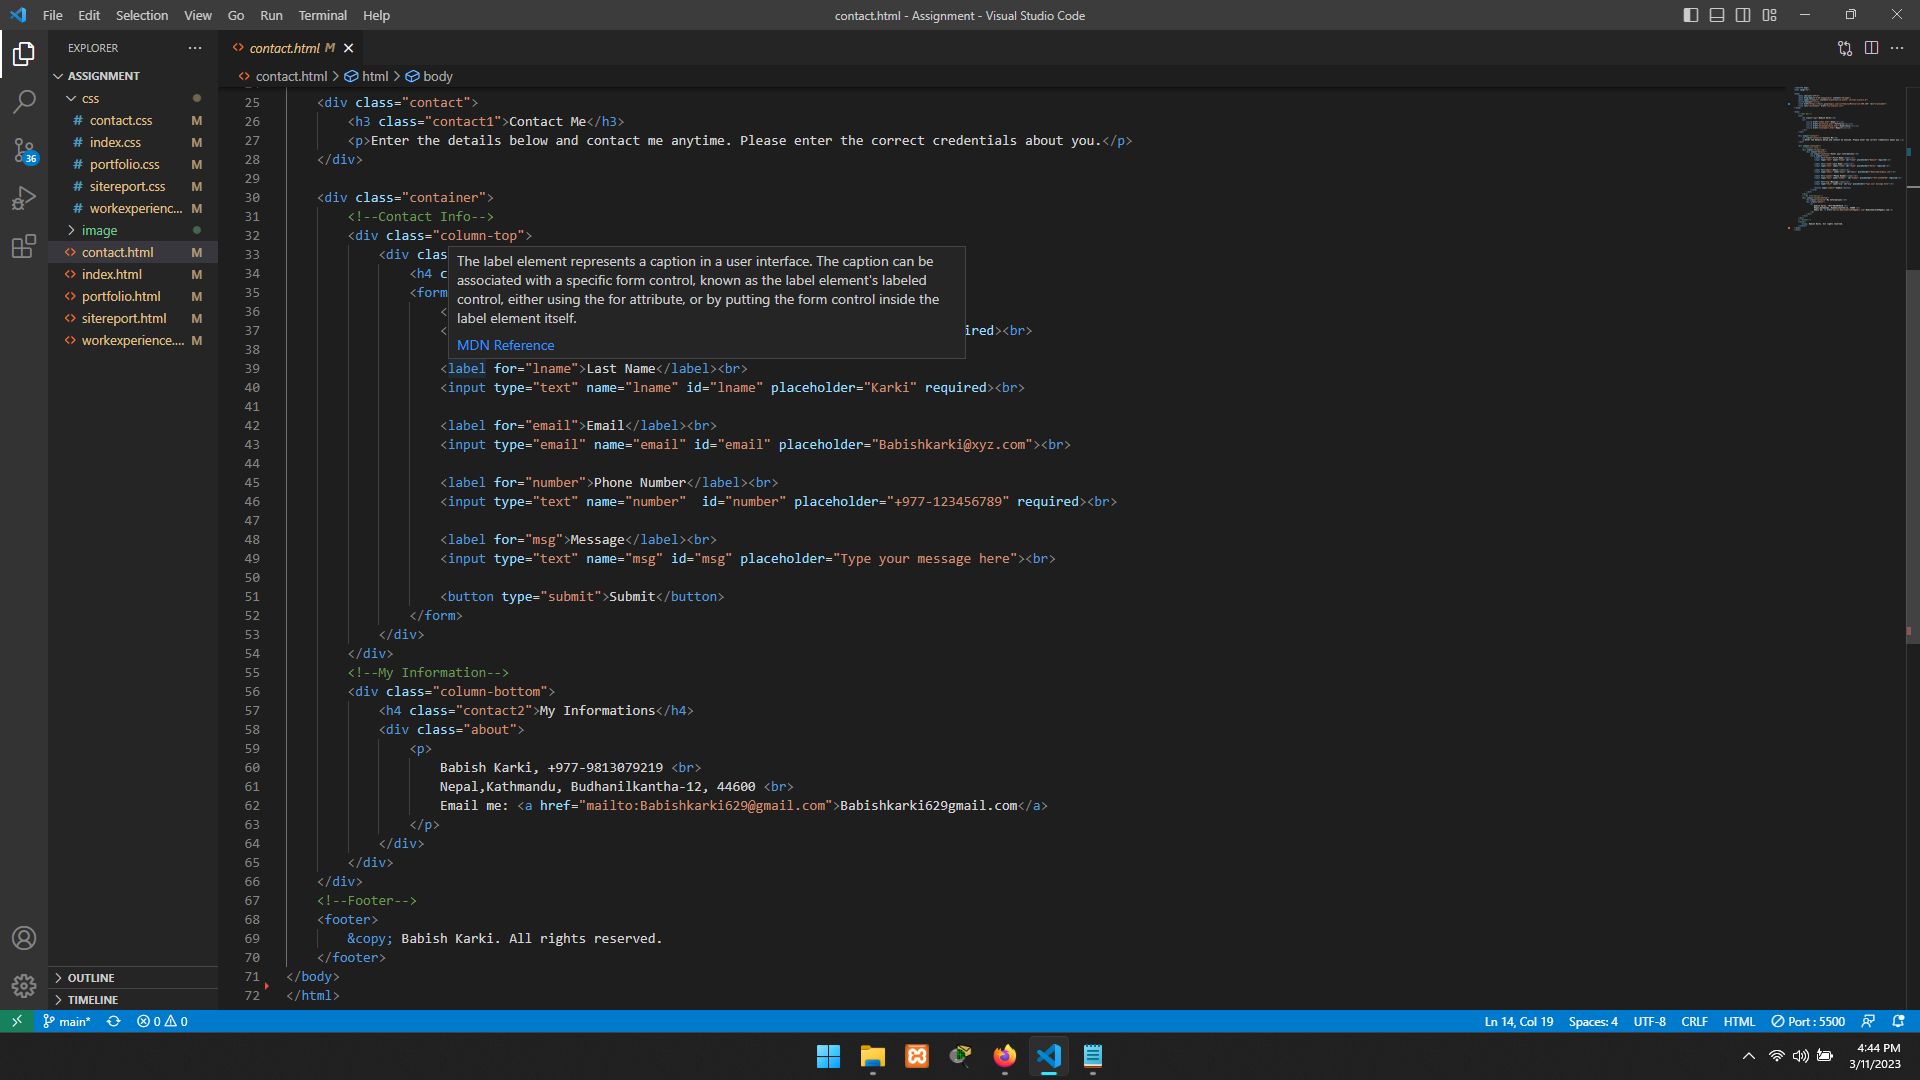 File Edit Selection View Go Run Terminal Help
contact.html - Assignment - Visual Studio Code
EXPLORER
ASSIGNMENT
css
# contact.css M
# index.css M
# portfolio.css M
# sitereport.css M
# workexperienc... M
image
<> contact.html M
<> index.html M
<> portfolio.html M
<> sitereport.html M
<> workexperience.... M
36
OUTLINE
TIMELINE
<> contact.html M
<> contact.html > html > body
25 <div class="contact">
26 <h3 class="contact1">Contact Me</h3>
27 <p>Enter the details below and contact me anytime. Please enter the correct credentials about you.</p>
28 </div>
29
30 <div class="container">
31 <!--Contact Info-->
32 <div class="column-top">
33 <div clas
34 <h4 c
35 <form
36 <
37 < ired><br>
38
The label element represents a caption in a user interface. The caption can be
associated with a specific form control, known as the label element's labeled
control, either using the for attribute, or by putting the form control inside the
label element itself.
MDN Reference
39 <label for="lname">Last Name</label><br>
40 <input type="text" name="lname" id="lname" placeholder="Karki" required><br>
41
42 <label for="email">Email</label><br>
43 <input type="email" name="email" id="email" placeholder="Babishkarki@xyz.com"><br>
44
45 <label for="number">Phone Number</label><br>
46 <input type="text" name="number"  id="number" placeholder="+977-123456789" required><br>
47
48 <label for="msg">Message</label><br>
49 <input type="text" name="msg" id="msg" placeholder="Type your message here"><br>
50
51 <button type="submit">Submit</button>
52 </form>
53 </div>
54 </div>
55 <!--My Information-->
56 <div class="column-bottom">
57 <h4 class="contact2">My Informations</h4>
58 <div class="about">
59 <p>
60 Babish Karki, +977-9813079219 <br>
61 Nepal,Kathmandu, Budhanilkantha-12, 44600 <br>
62 Email me: <a href="mailto:Babishkarki629@gmail.com">Babishkarki629gmail.com</a>
63 </p>
64 </div>
65 </div>
66 </div>
67 <!--Footer-->
68 <footer>
69 &copy; Babish Karki. All rights reserved.
70 </footer>
71 </body>
72 </html>
main* 0 0
Ln 14, Col 19 Spaces: 4 UTF-8 CRLF HTML Port : 5500
4:44 PM
3/11/2023